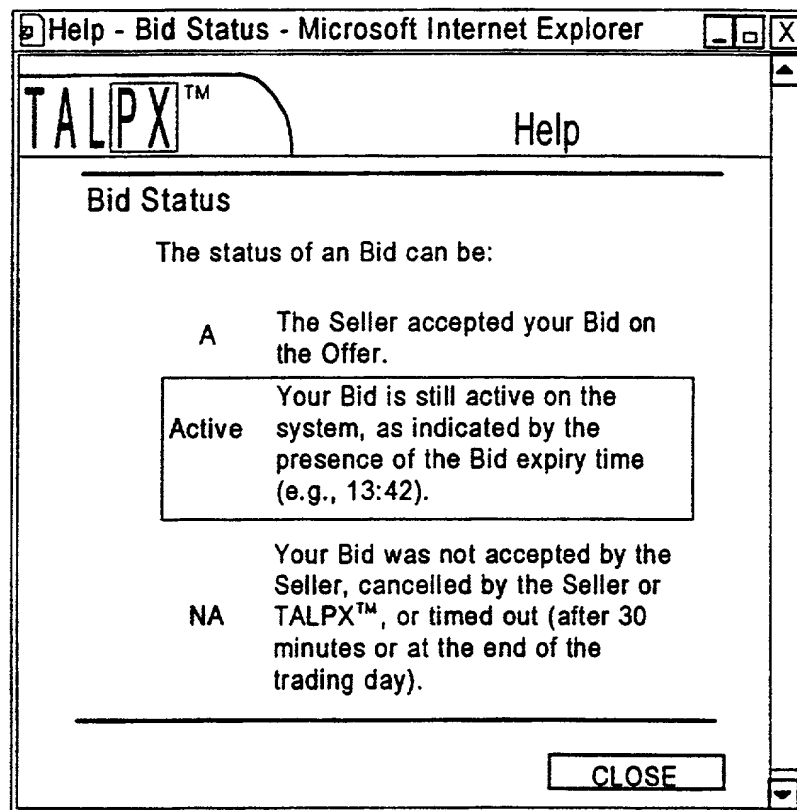 Help - Bid Status - Microsoft Internet Explorer X
TALPX™
Help
Bid Status
The status of an Bid can be:
A
The Seller accepted your Bid on
the Offer.
Active
Your Bid is still active on the
system, as indicated by the
presence of the Bid expiry time
(e.g., 13:42).
NA
Your Bid was not accepted by the
Seller, cancelled by the Seller or
TALPX™, or timed out (after 30
minutes or at the end of the
trading day).
CLOSE